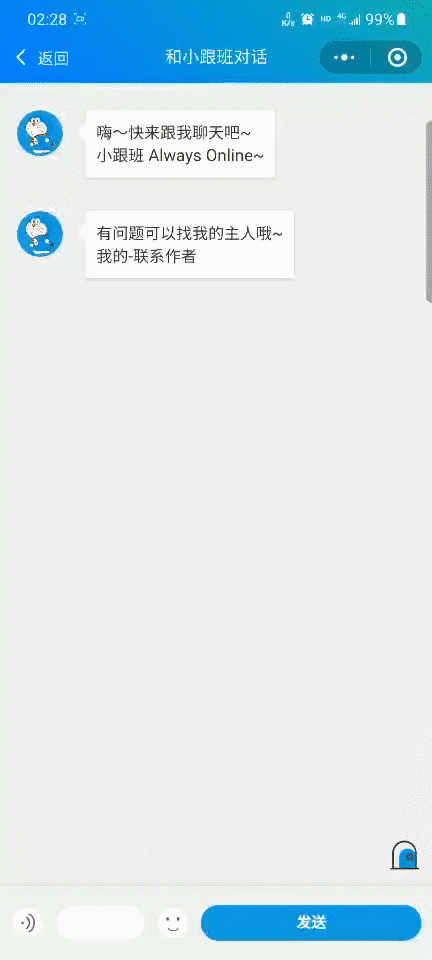 02:28
0
K/s
HD
4G
99%
返回
和小跟班对话
嗨～快来跟我聊天吧~
小跟班 Always Online~
有问题可以找我的主人哦~
我的-联系作者
发送